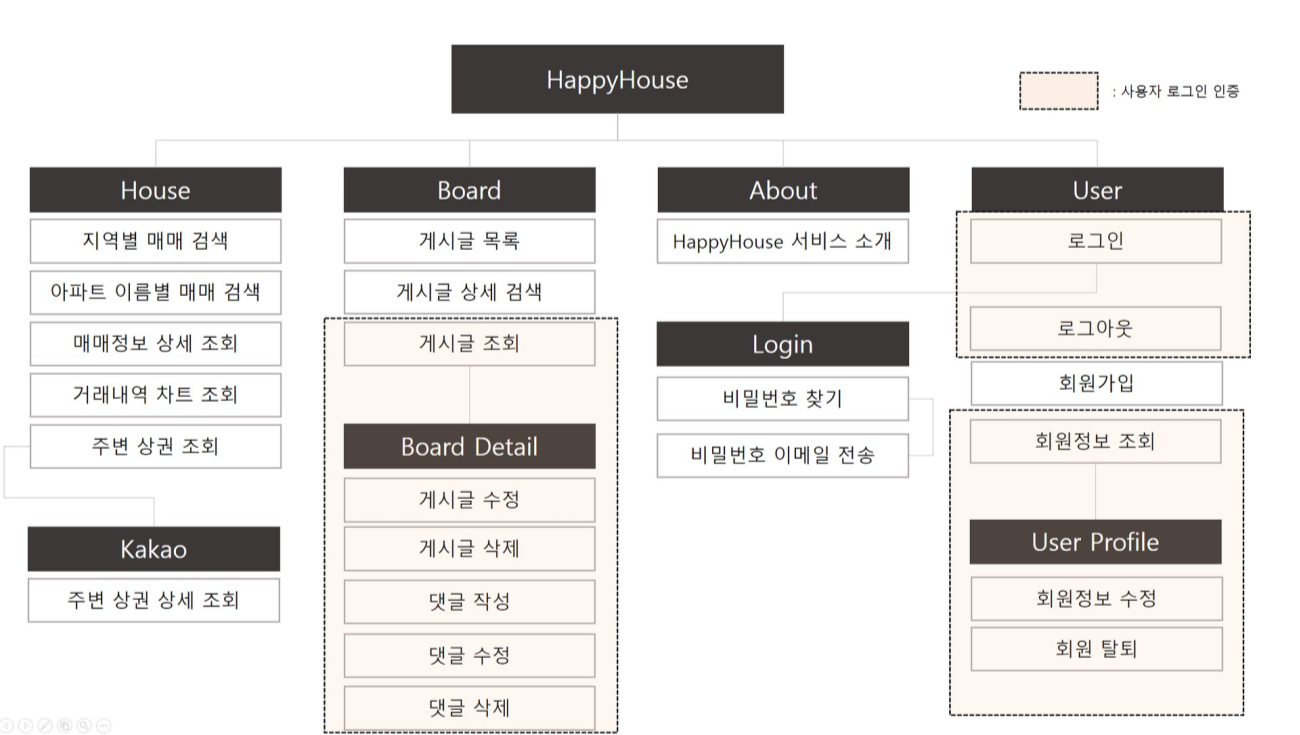 HappyHouse
: 사용자 로그인 인증
House
지역별 매매 검색
아파트 이름별 매매 검색
매매정보 상세 조회
거래내역 차트 조회
주변 상권 조회
Kakao
주변 상권 상세 조회
Board
게시글 목록
게시글 상세 검색
게시글 조회
Board Detail
게시글 수정
게시글 삭제
댓글 작성
댓글 수정
댓글 삭제
About
HappyHouse 서비스 소개
Login
비밀번호 찾기
비밀번호 이메일 전송
User
로그인
로그아웃
회원가입
회원정보 조회
User Profile
회원정보 수정
회원 탈퇴